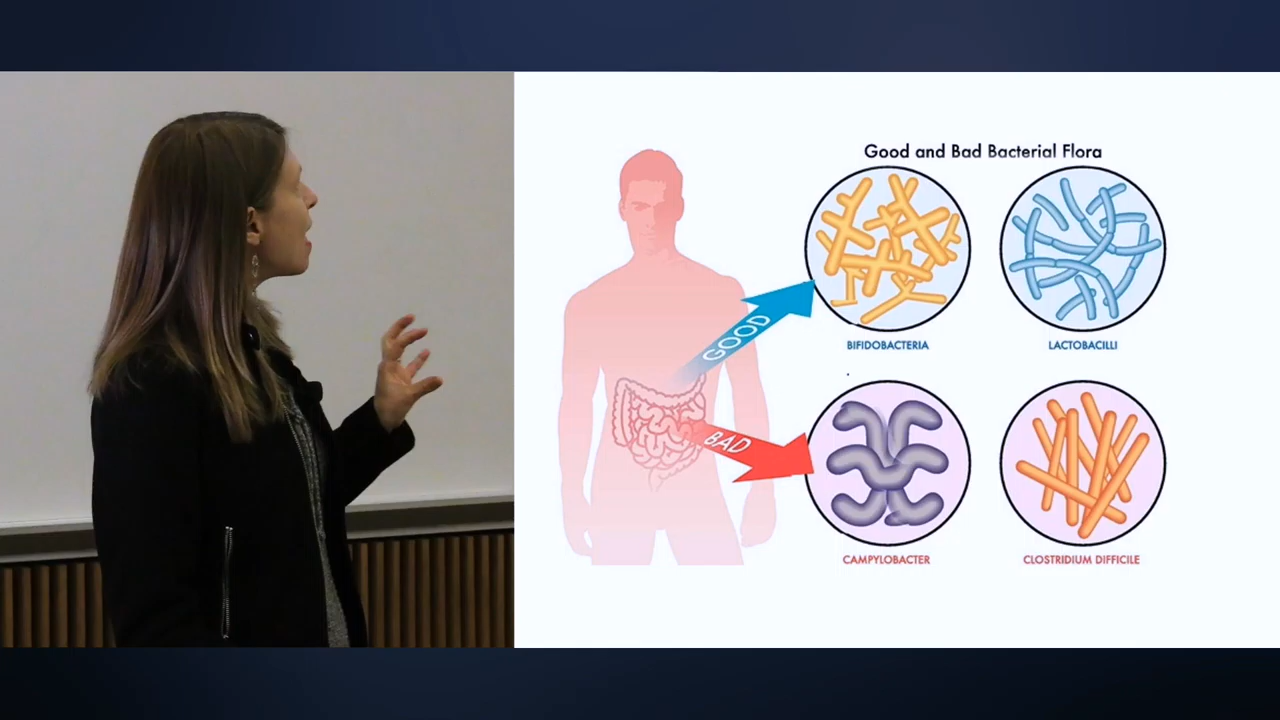 Good and Bad Bacterial Flora
GOOD
BIFIDOBACTERIA
LACTOBACILLI
BAD
CAMPYLOBACTER
CLOSTRIDIUM DIFFICILE